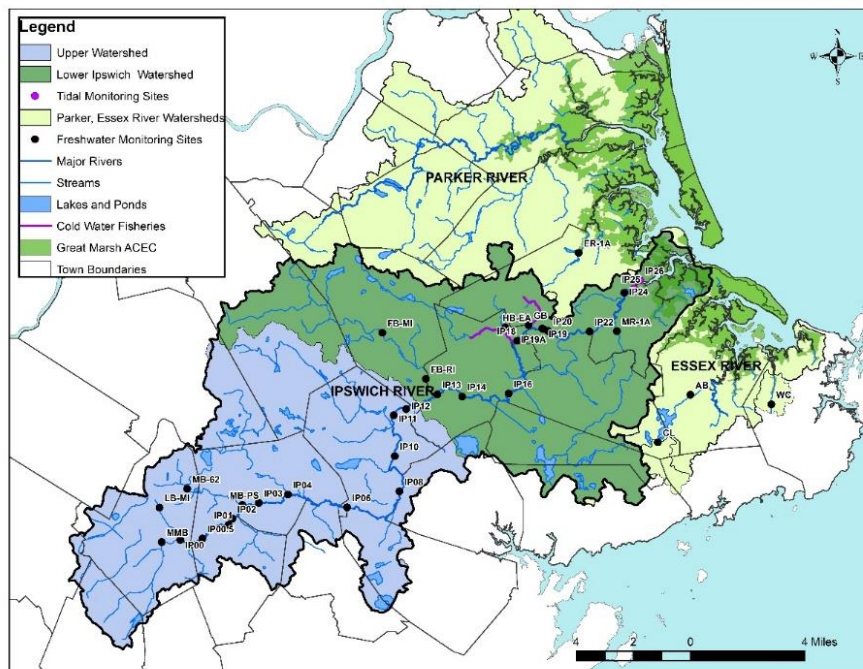 Legend
Upper Watershed
Lower Ipswich Watershed
Tidal Monitoring Sites
Parker, Essex River Watersheds
Freshwater Monitoring Sites
Major Rivers
Streams
Lakes and Ponds
Cold Water Fisheries
Great Marsh ACEC
Town Boundaries
N
W E
S
PARKER RIVER
ER-1A
IP26
IP25
IP24
FB-MI
HB-EA
GB
IP20
IP18
IP19
IP19A
IP22
MR-1A
ESSEX RIVER
FB-RI
IPSWICH RIVER
IP13
IP14
IP16
AB
WC
IP12
IP11
CL
IP10
MB-62
IP08
IP04
LB-MI
MB-PS
IP03
IP06
IP02
IP01
IP00.5
MMB
IP00
4 2 0 4 Miles